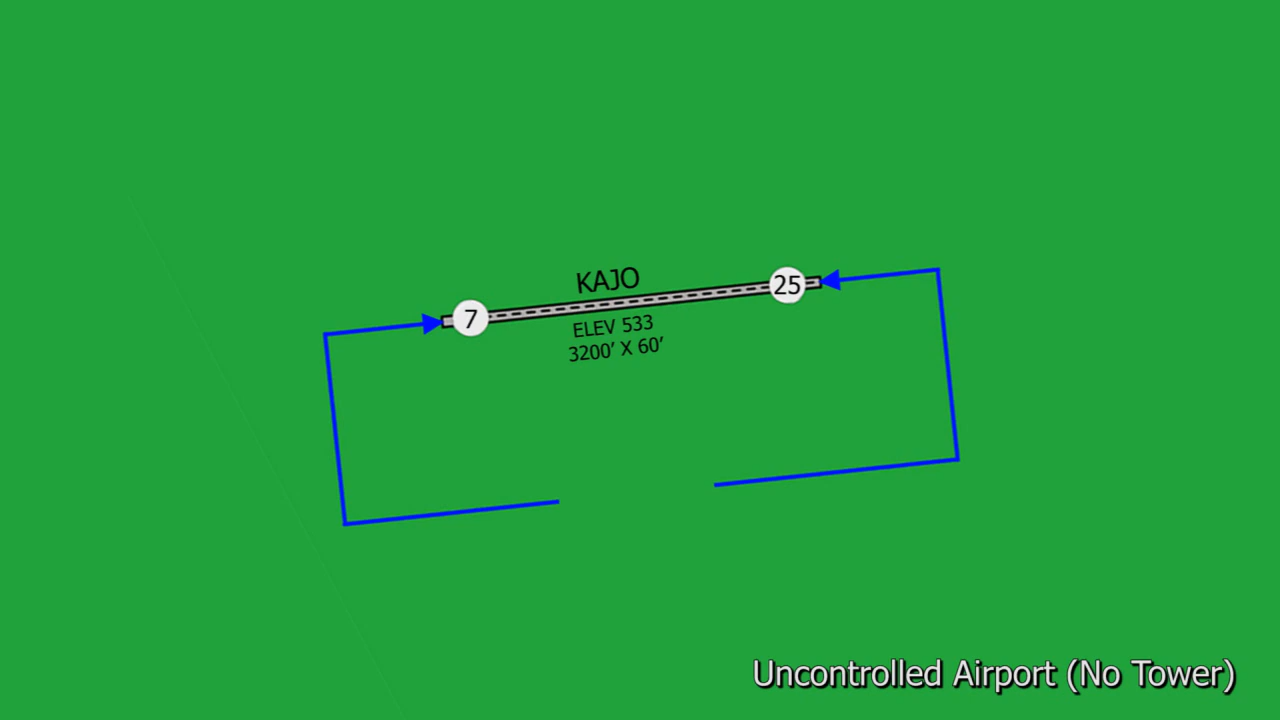 KAJO
7
25
ELEV 533
3200’ X 60’
Uncontrolled Airport (No Tower)